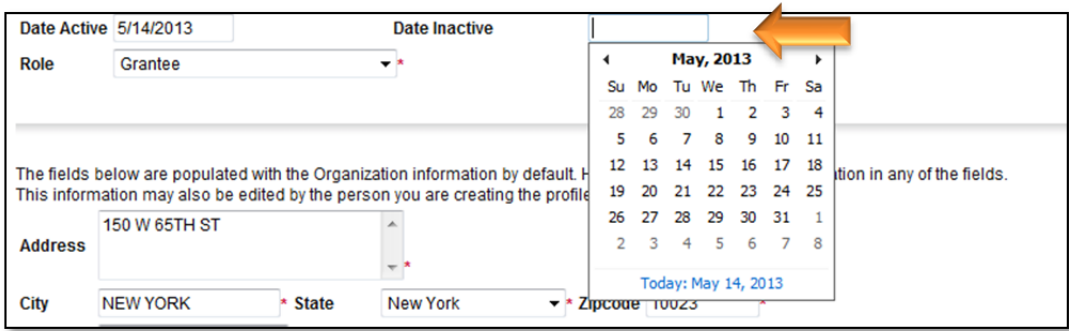 Date Active 5/14/2013 Date Inactive
Role Grantee *
May, 2013
Su Mo Tu We Th Fr Sa
28 29 30 1 2 3 4
5 6 7 8 9 10 11
12 13 14 15 16 17 18
19 20 21 22 23 24 25
26 27 28 29 30 31 1
2 3 4 5 6 7 8
Today: May 14, 2013
The fields below are populated with the Organization information by default. H ation in any of the fields.
This information may also be edited by the person you are creating the profile
Address 150 W 65TH ST *
City NEW YORK * State New York * Zipcode 10023 *